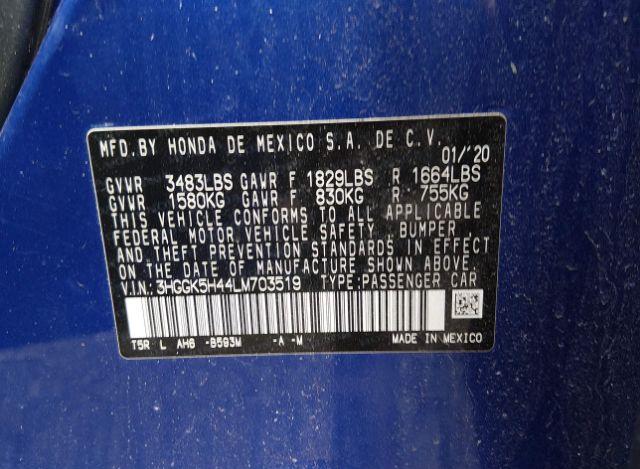 MFD.BY HONDA DE MEXICO S.A. DE C.V.
01/'20
GVWR 3483LBS GAWR F 1829LBS R 1664LBS
GVWR 1580KG GAWR F 830KG R 755KG
THIS VEHICLE CONFORMS TO ALL APPLICABLE
FEDERAL MOTOR VEHICLE SAFETY, BUMPER,
AND THEFT PREVENTION STANDARDS IN EFFECT
ON THE DATE OF MANUFACTURE SHOWN ABOVE.
V.I.N.: 3HGGK5H44LM703519 TYPE:PASSENGER CAR
T5R L AH6 -B593M -A -M MADE IN MEXICO